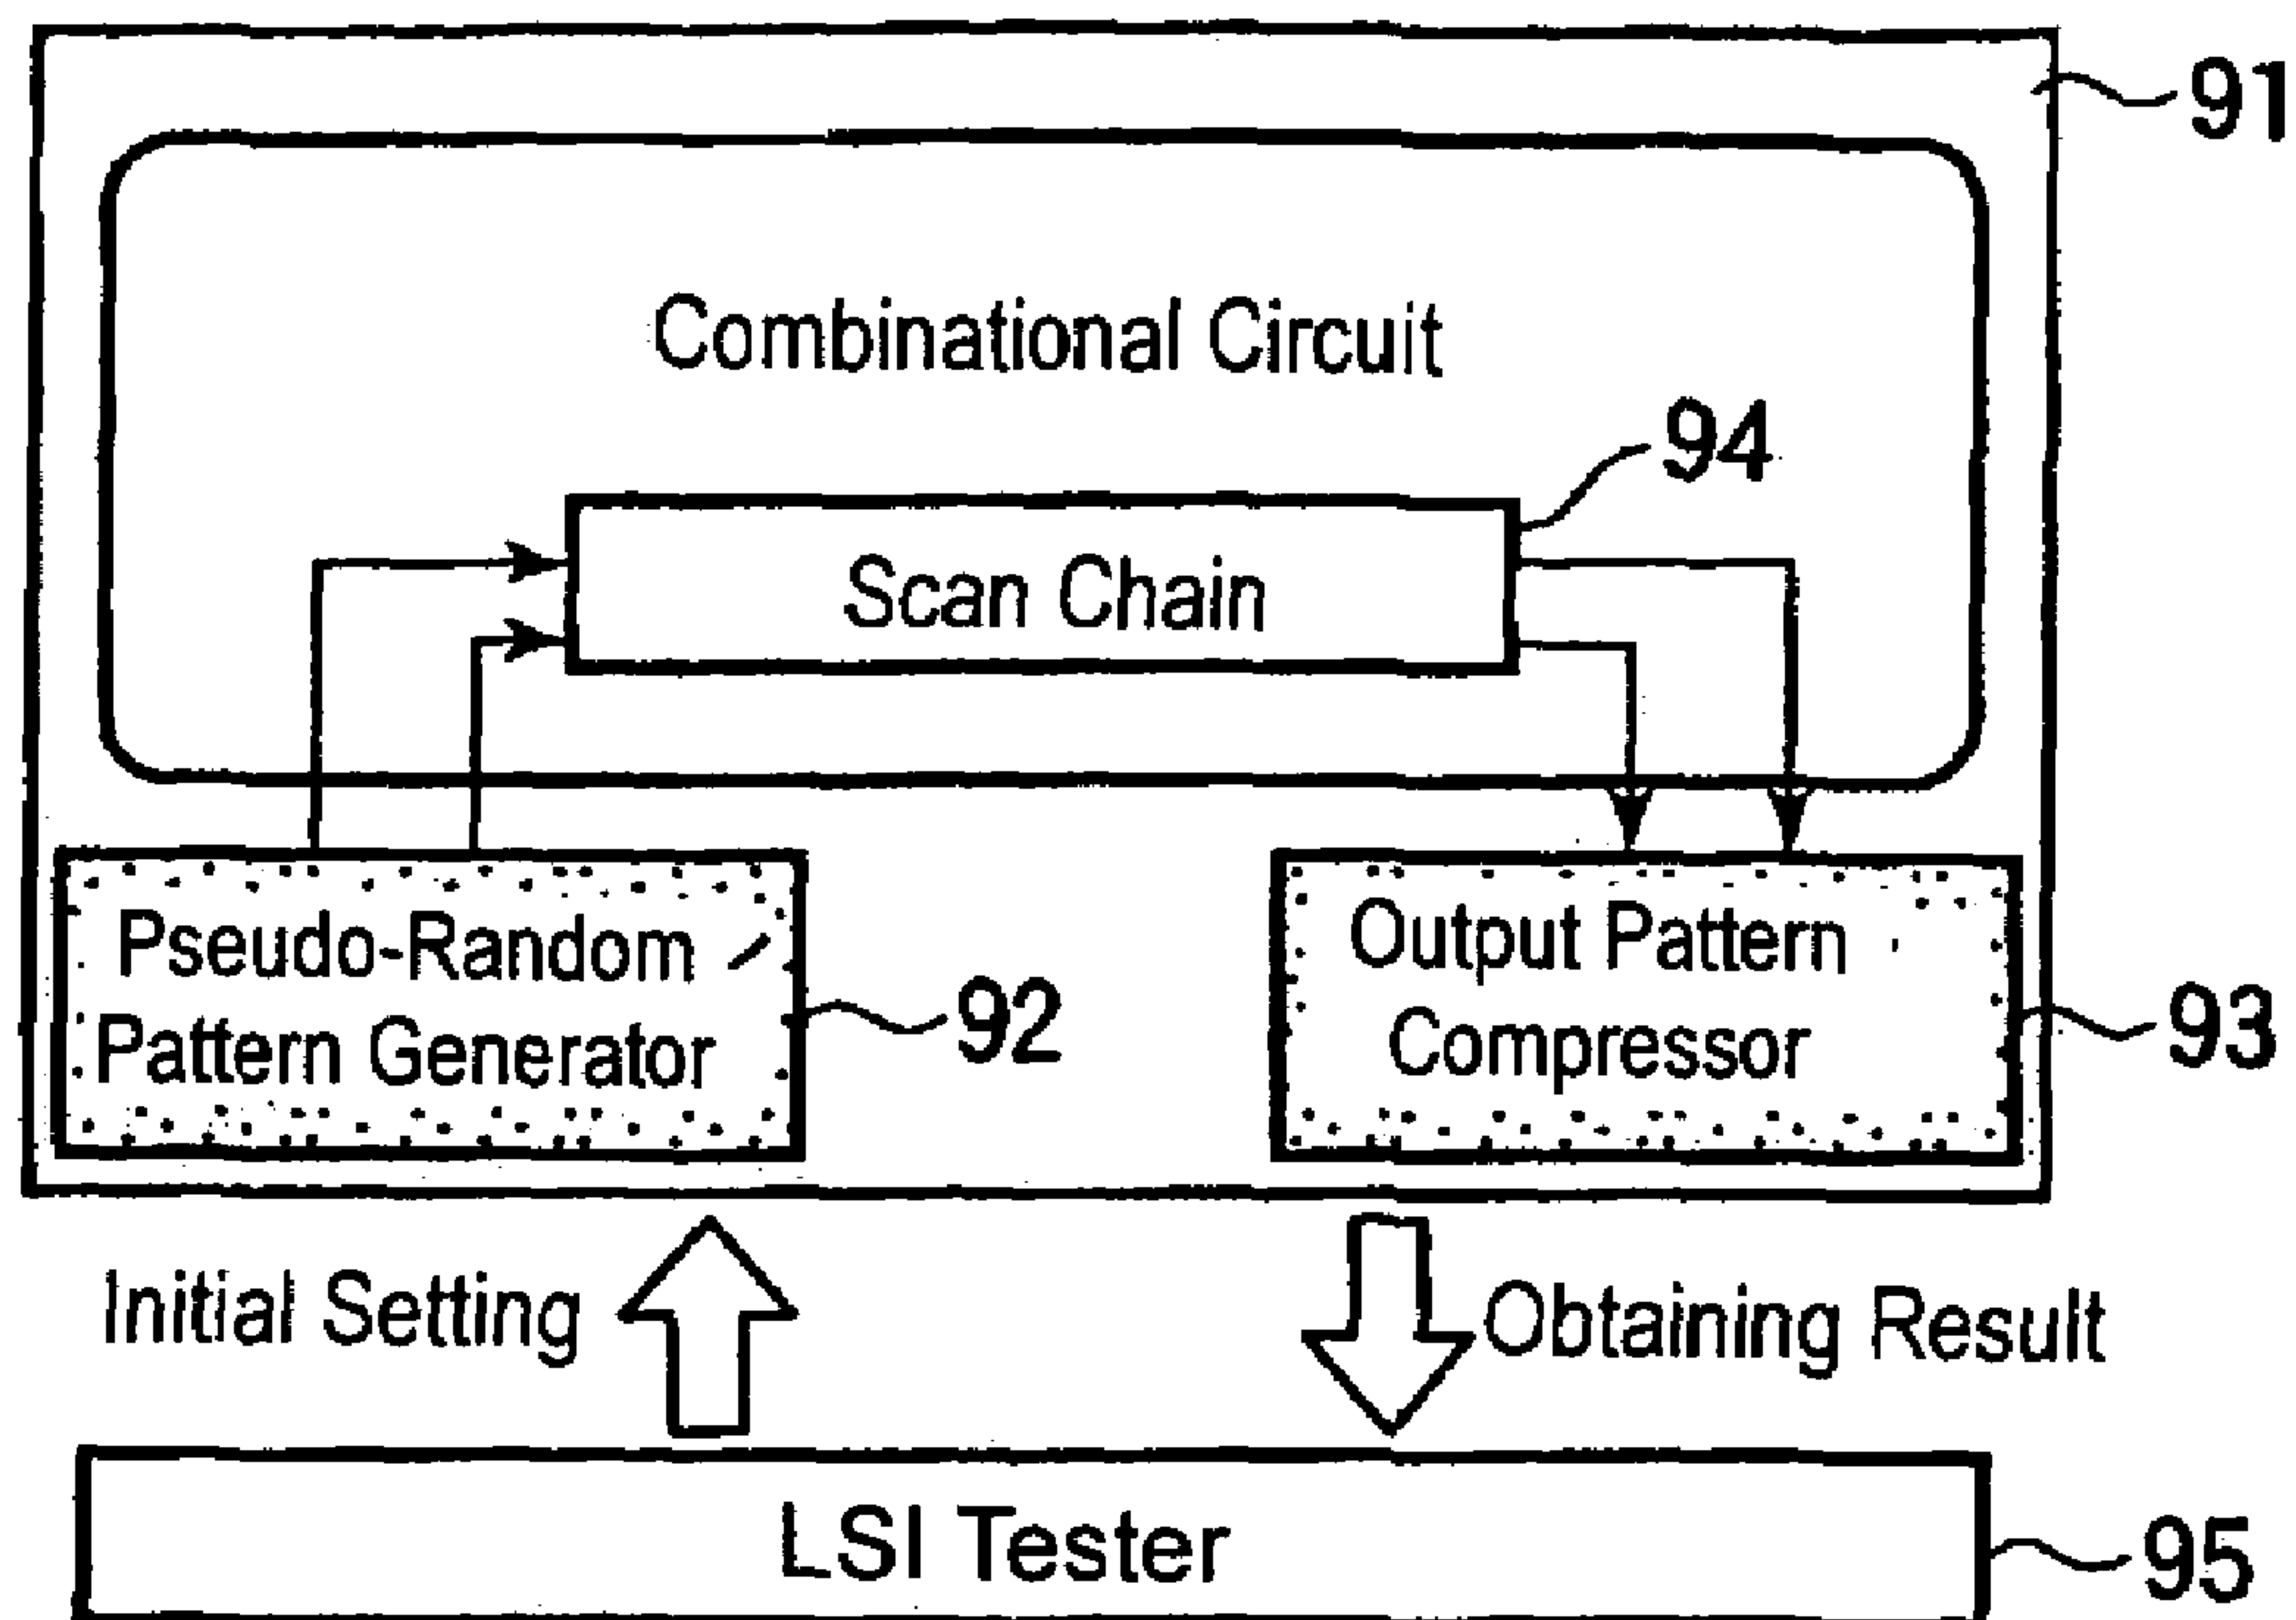 91
Combinational Circuit
94
Scan Chain
Pseudo-Random
Pattern Generator
92
Output Pattern
Compressor
93
Initial Setting
Obtaining Result
LSI Tester
95